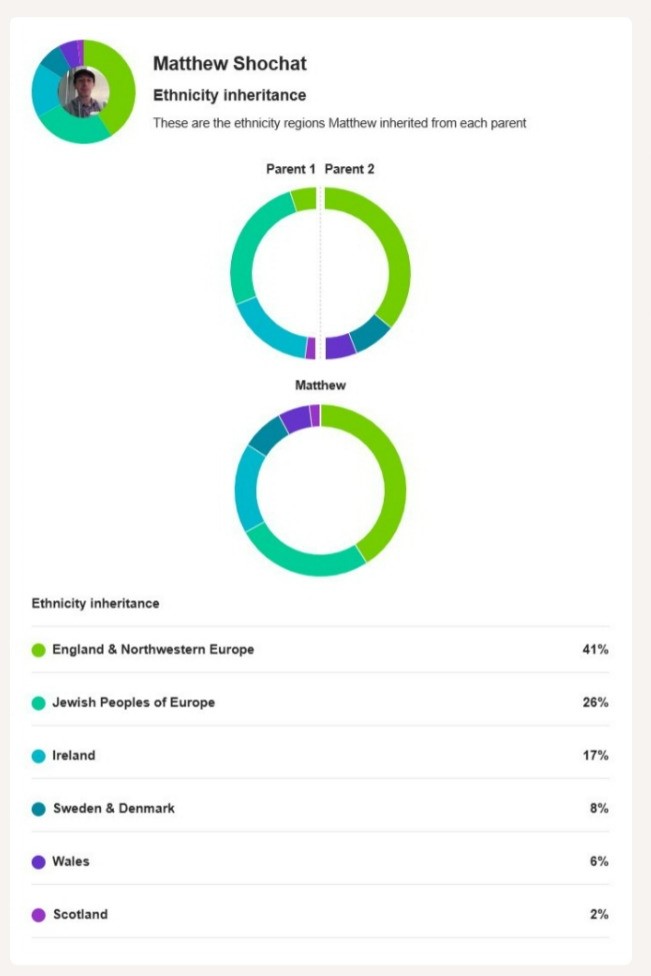 Matthew Shochat
Ethnicity inheritance
These are the ethnicity regions Matthew inherited from each parent
Parent 1 Parent 2
Matthew
Ethnicity inheritance
England & Northwestern Europe 41%
Jewish Peoples of Europe 26%
Ireland 17%
Sweden & Denmark 8%
Wales 6%
Scotland 2%